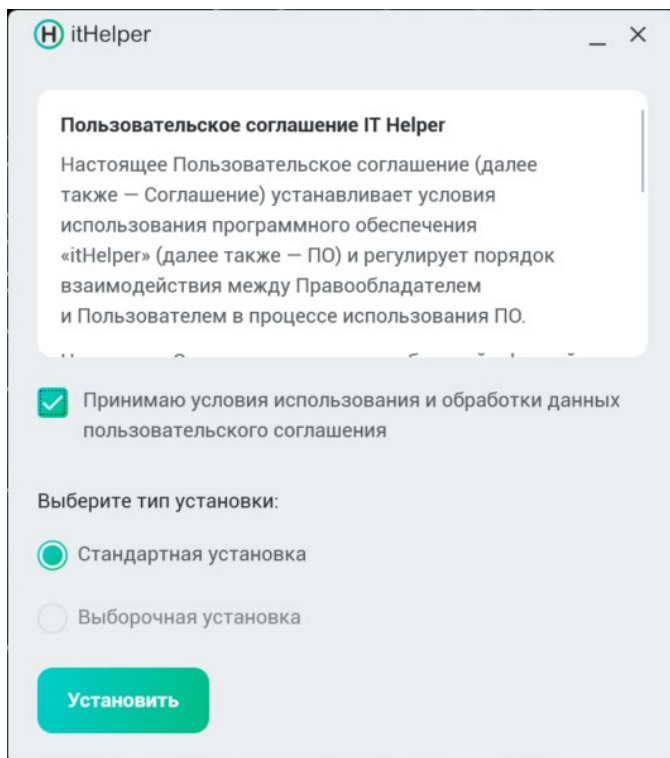 itHelper
Пользовательское соглашение IT Helper
Настоящее Пользовательское соглашение (далее
также — Соглашение) устанавливает условия
использования программного обеспечения
«itHelper» (далее также — ПО) и регулирует порядок
взаимодействия между Правообладателем
и Пользователем в процессе использования ПО.
Принимаю условия использования и обработки данных
пользовательского соглашения
Выберите тип установки:
Стандартная установка
Выборочная установка
Установить